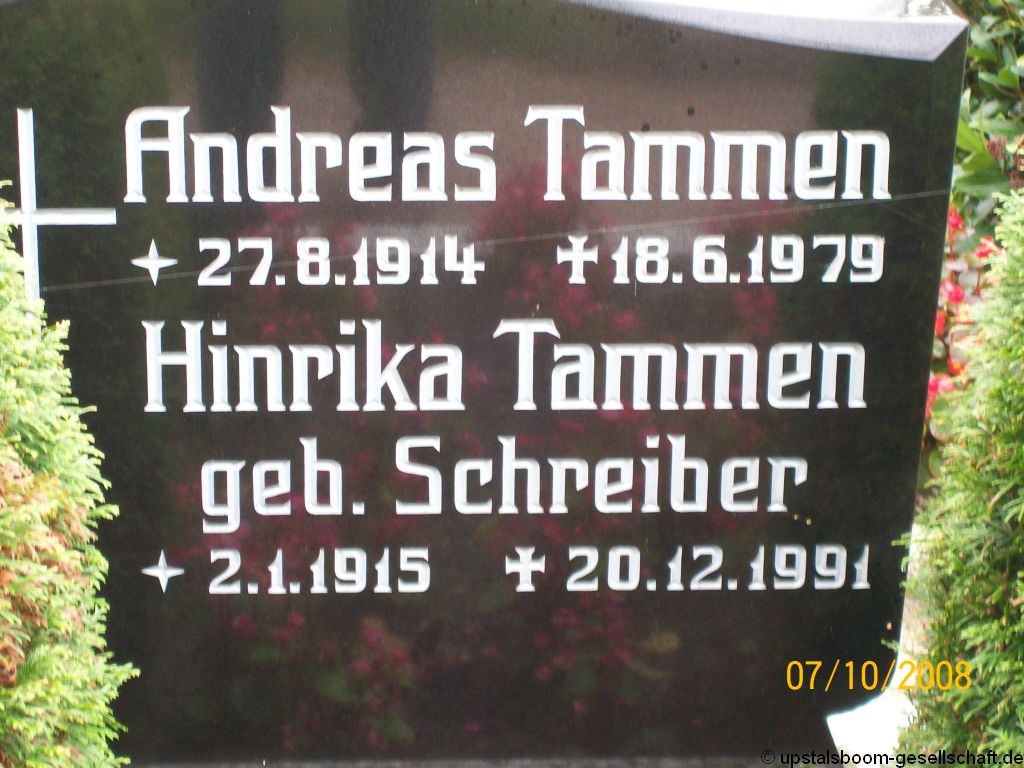 Andreas Tammen
✦ 27.8.1914 ✝ 18.6.1979
Hinrika Tammen
geb. Schreiber
✦ 2.1.1915 ✝ 20.12.1991
07/10/2008
© upstalsboom-gesellschaft.de